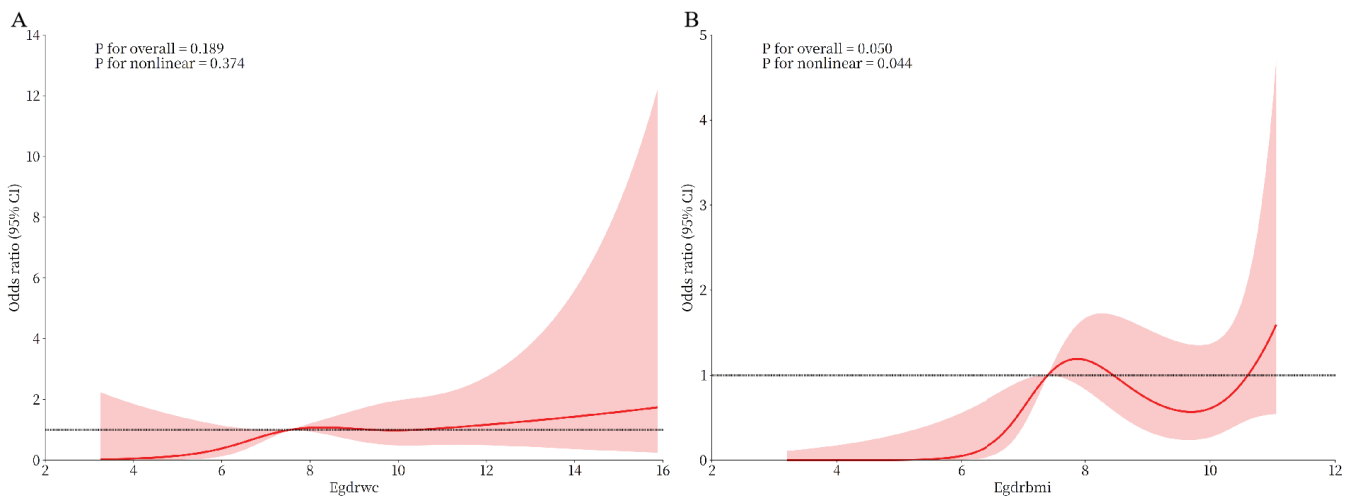 A
P for overall = 0.189
P for nonlinear = 0.374
Odds ratio (95% CI)
14
12
10
8
6
4
2
0
2
4
6
8
10
12
14
16
Egdrwc
B
P for overall = 0.050
P for nonlinear = 0.044
Odds ratio (95% CI)
5
4
3
2
1
0
2
4
6
8
10
12
Egdrbmi